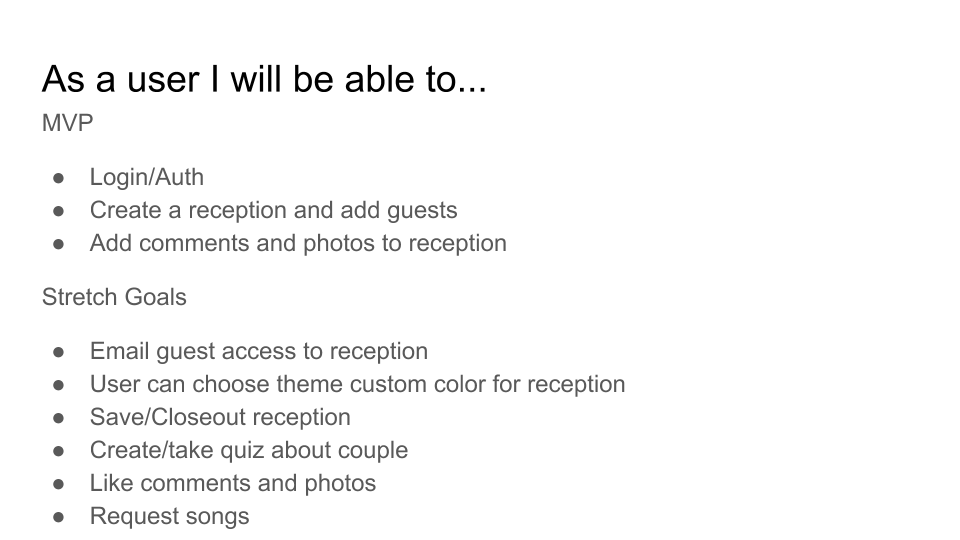 As a user I will be able to...
MVP
● Login/Auth
● Create a reception and add guests
● Add comments and photos to reception
Stretch Goals
● Email guest access to reception
● User can choose theme custom color for reception
● Save/Closeout reception
● Create/take quiz about couple
● Like comments and photos
● Request songs